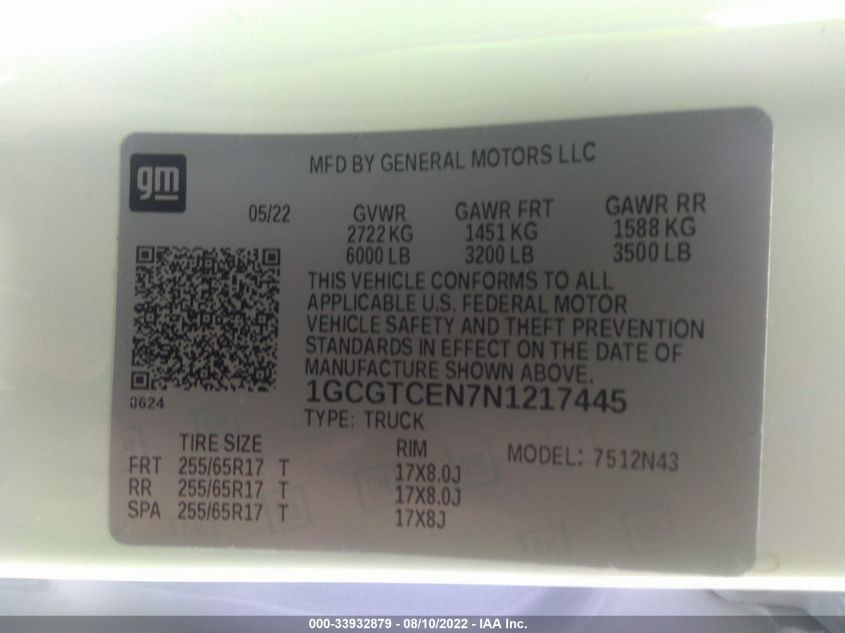 gm
MFD BY GENERAL MOTORS LLC
05/22 GVWR GAWR FRT GAWR RR
2722 KG 1451 KG 1588 KG
6000 LB 3200 LB 3500 LB
THIS VEHICLE CONFORMS TO ALL
APPLICABLE U.S. FEDERAL MOTOR
VEHICLE SAFETY AND THEFT PREVENTION
STANDARDS IN EFFECT ON THE DATE OF
MANUFACTURE SHOWN ABOVE.
1GCGTCEN7N1217445
0624 TYPE: TRUCK
TIRE SIZE RIM MODEL: 7512N43
FRT 255/65R17 T 17X8.0J
RR 255/65R17 T 17X8.0J
SPA 255/65R17 T 17X8J
000-33932879 - 08/10/2022 - IAA Inc.